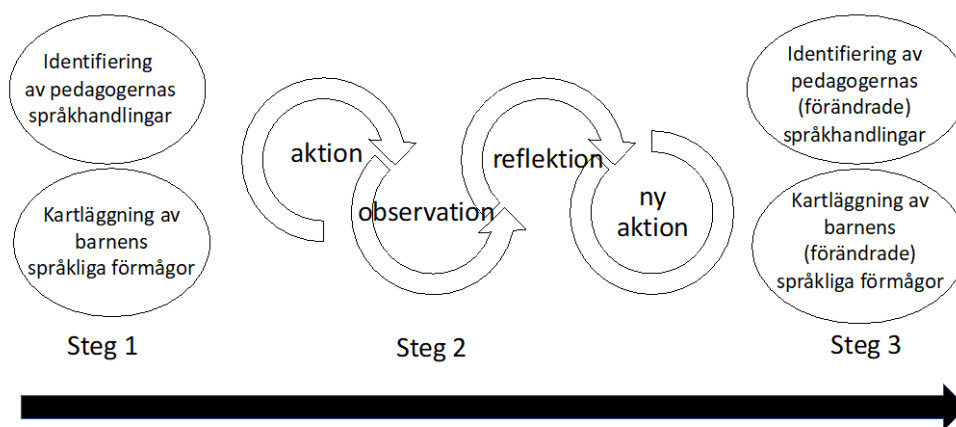 Identifiering
av pedagogernas
språkhandlingar
Kartläggning av
barnens
språkliga förmågor
Steg 1
aktion
observation
reflektion
ny
aktion
Steg 2
Identifiering av
pedagogernas
(förändrade)
språkhandlingar
Kartläggning av
barnens
(förändrade)
språkliga förmågor
Steg 3